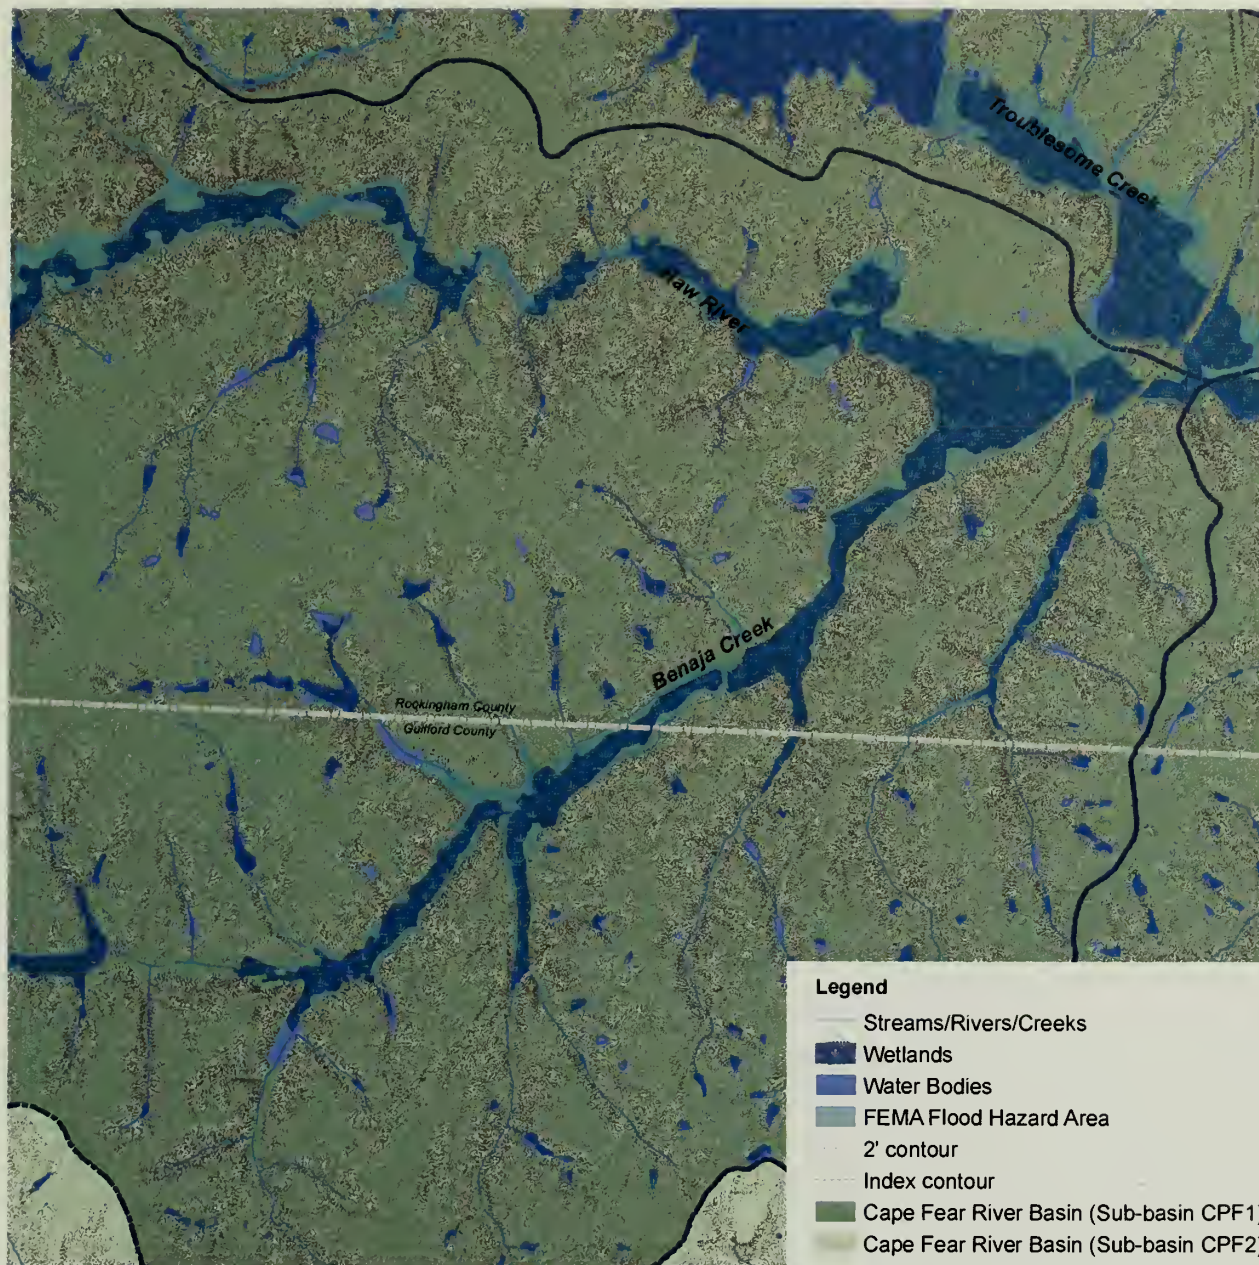 Troublesome Creek
Haw River
Benaja Creek
Rockingham County
Guilford County
Legend
Streams/Rivers/Creeks
Wetlands
Water Bodies
FEMA Flood Hazard Area
2' contour
Index contour
Cape Fear River Basin (Sub-basin CPF1)
Cape Fear River Basin (Sub-basin CPF2)